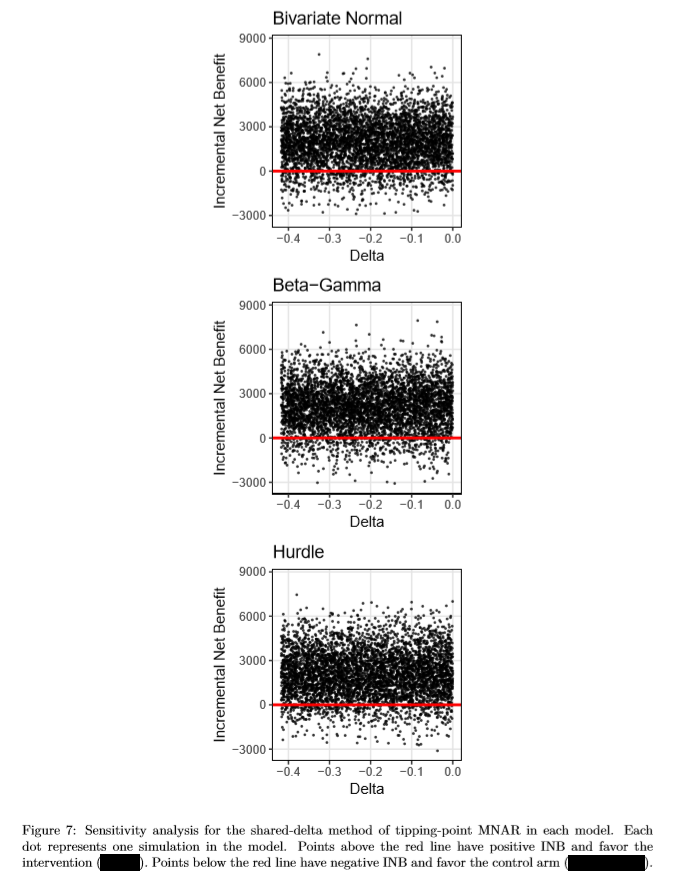 Bivariate Normal
9000
6000
3000
0
−3000
Incremental Net Benefit
−0.4 −0.3 −0.2 −0.1 0.0
Delta
Beta−Gamma
9000
6000
3000
0
−3000
Incremental Net Benefit
−0.4 −0.3 −0.2 −0.1 0.0
Delta
Hurdle
9000
6000
3000
0
−3000
Incremental Net Benefit
−0.4 −0.3 −0.2 −0.1 0.0
Delta
Figure 7: Sensitivity analysis for the shared-delta method of tipping-point MNAR in each model. Each
dot represents one simulation in the model. Points above the red line have positive INB and favor the
intervention ( ). Points below the red line have negative INB and favor the control arm ( ).